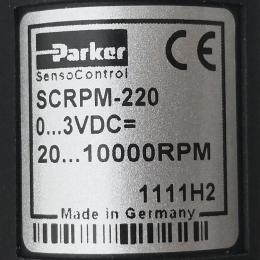 Parker
SensoControl
CE
SCRPM-220
0...3VDC=
20...10000RPM
1111H2
Made in Germany